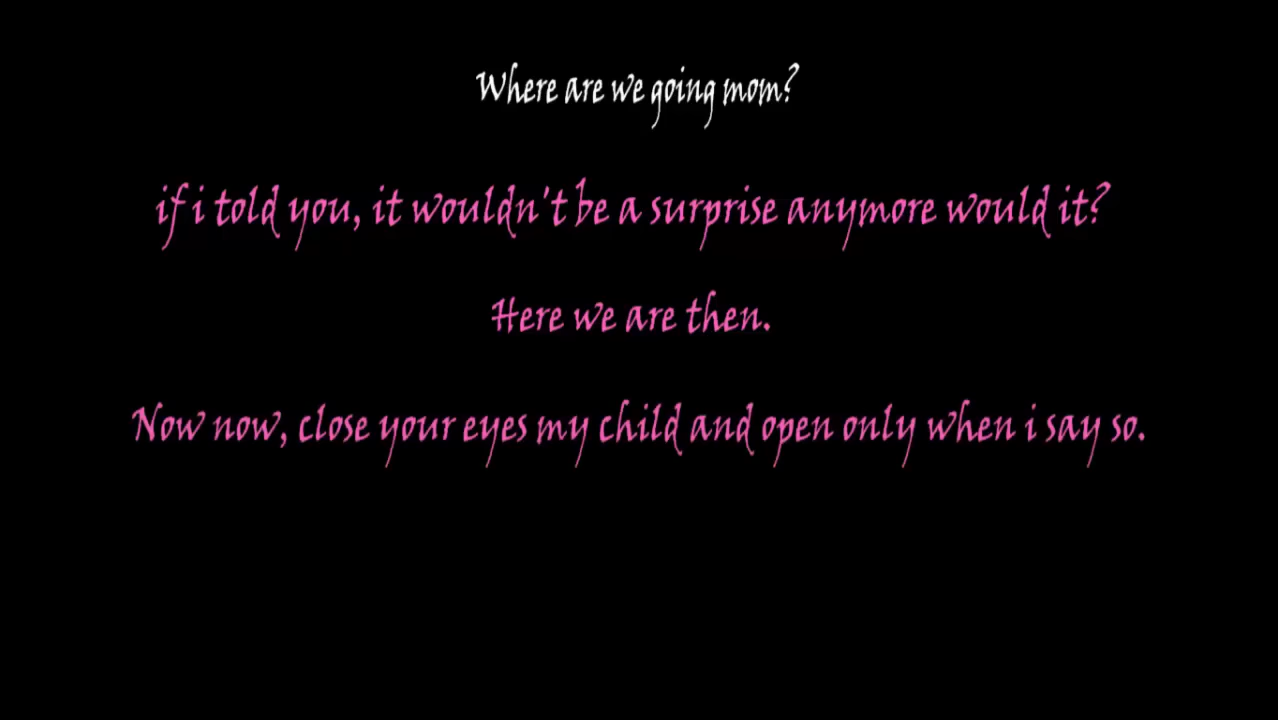 Where are we going mom?
if i told you, it wouldn't be a surprise anymore would it?
Here we are then.
Now now, close your eyes my child and open only when i say so.